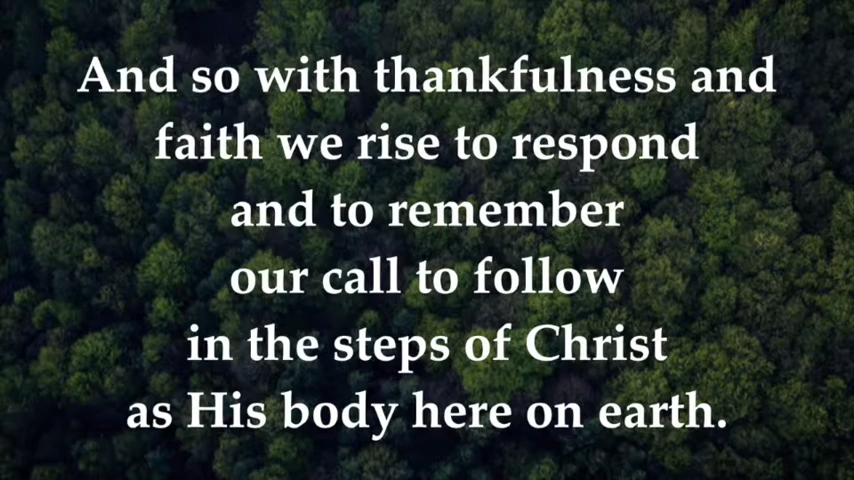 And so with thankfulness and
faith we rise to respond
and to remember
our call to follow
in the steps of Christ
as His body here on earth.